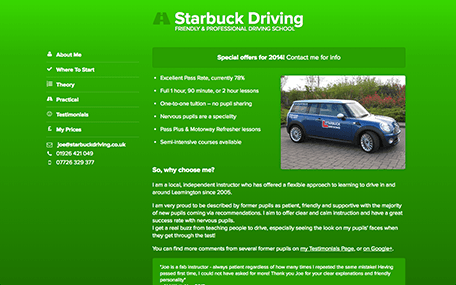 Starbuck Driving
FRIENDLY & PROFESSIONAL DRIVING SCHOOL
About Me
Where To Start
Theory
Practical
Testimonials
My Prices
joe@starbuckdriving.co.uk
01926 421 049
07726 329 377
Special offers for 2014! Contact me for info
Excellent Pass Rate, currently 78%
Full 1 hour, 90 minute, or 2 hour lessons
One-to-one tuition – no pupil sharing
Nervous pupils are a speciality
Pass Plus & Motorway Refresher lessons
Semi-intensive courses available
So, why choose me?
I am a local, independent instructor who has offered a flexible approach to learning to drive in and
around Leamington since 2005.
I am very proud to be described by former pupils as patient, friendly and supportive with the majority
of new pupils coming via recommendations. I aim to offer clear and calm instruction and have a great
success rate with nervous pupils.
I get a real buzz from teaching people to drive, especially seeing the look on my pupils' faces when
they get through the test!
You can find more comments from several former pupils on my Testimonials Page, or on Google+.
"Joe is a fab instructor - always patient regardless of how many times I repeated the same mistake! Having
passed first time, I could not have asked for more! Thank you Joe for your clear explanations and friendly
personality"